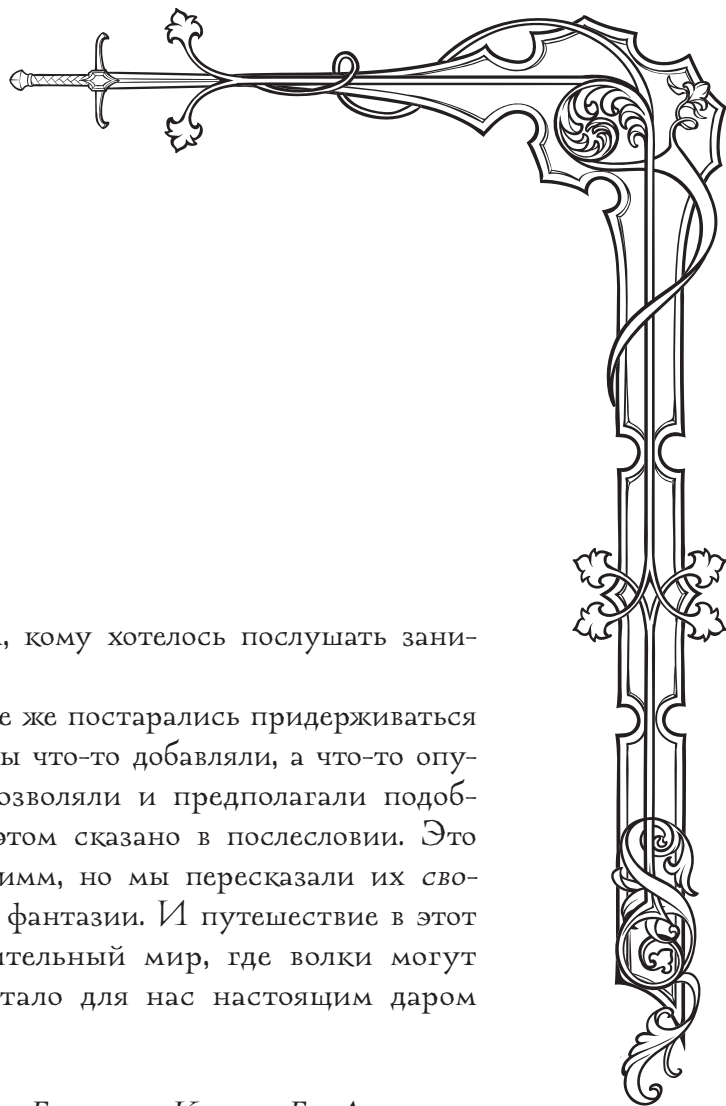 , кому хотелось послушать зани-
е же постарались придерживаться
ы что-то добавляли, а что-то опу-
озволяли и предполагали подоб-
этом сказано в послесловии. Это
имм, но мы пересказали их сво-
фантазии. И путешествие в этот
ительный мир, где волки могут
тало для нас настоящим даром